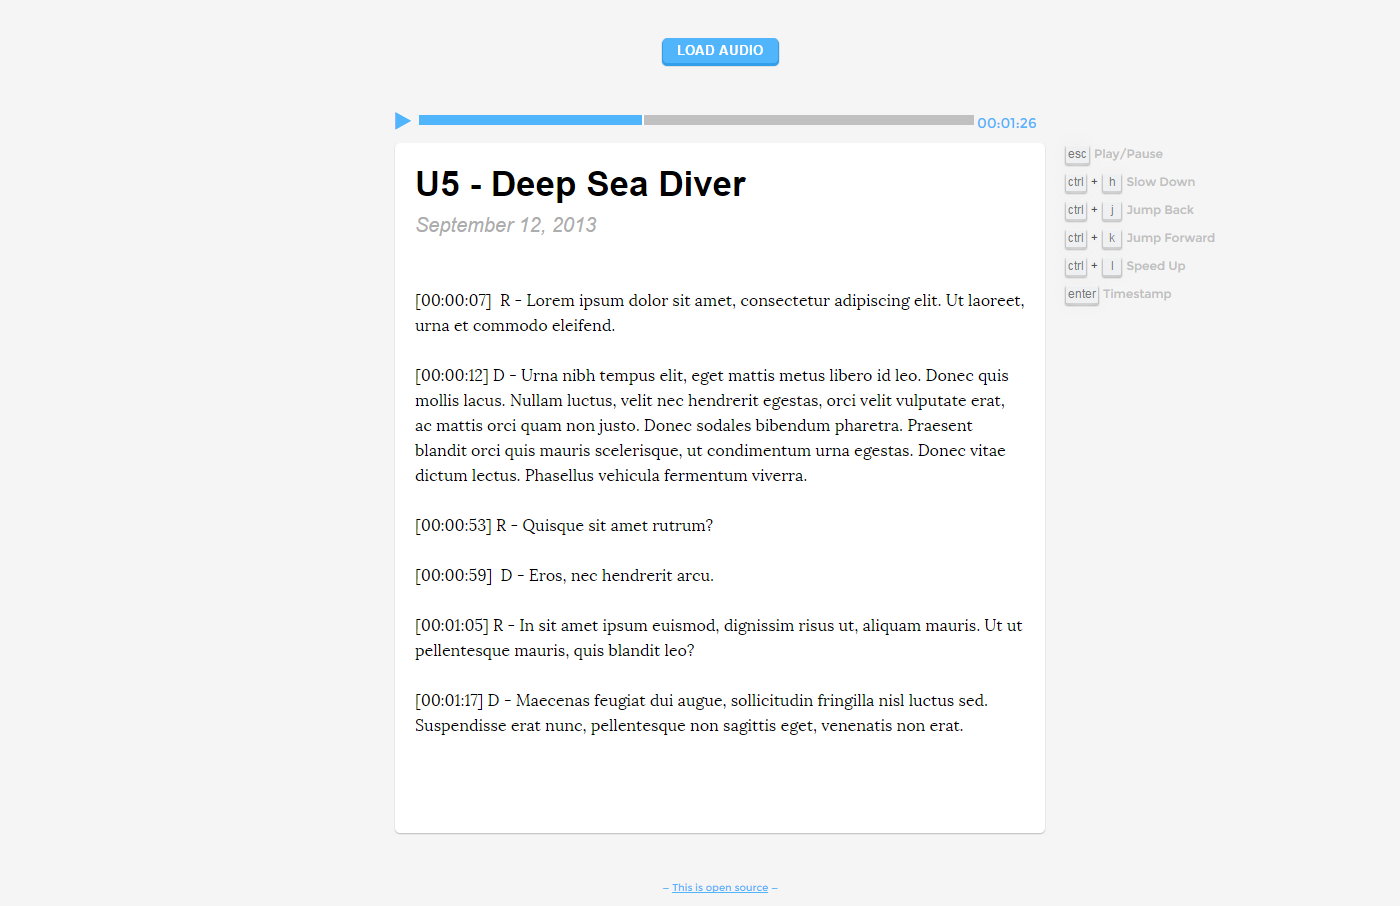 LOAD AUDIO
00:01:26
U5 - Deep Sea Diver
September 12, 2013
[00:00:07]  R - Lorem ipsum dolor sit amet, consectetur adipiscing elit. Ut laoreet,
urna et commodo eleifend.
[00:00:12] D - Urna nibh tempus elit, eget mattis metus libero id leo. Donec quis
mollis lacus. Nullam luctus, velit nec hendrerit egestas, orci velit vulputate erat,
ac mattis orci quam non justo. Donec sodales bibendum pharetra. Praesent
blandit orci quis mauris scelerisque, ut condimentum urna egestas. Donec vitae
dictum lectus. Phasellus vehicula fermentum viverra.
[00:00:53] R - Quisque sit amet rutrum?
[00:00:59]  D - Eros, nec hendrerit arcu.
[00:01:05] R - In sit amet ipsum euismod, dignissim risus ut, aliquam mauris. Ut ut
pellentesque mauris, quis blandit leo?
[00:01:17] D - Maecenas feugiat dui augue, sollicitudin fringilla nisl luctus sed.
Suspendisse erat nunc, pellentesque non sagittis eget, venenatis non erat.
esc Play/Pause
ctrl + h Slow Down
ctrl + j Jump Back
ctrl + k Jump Forward
ctrl + l Speed Up
enter Timestamp
– This is open source –